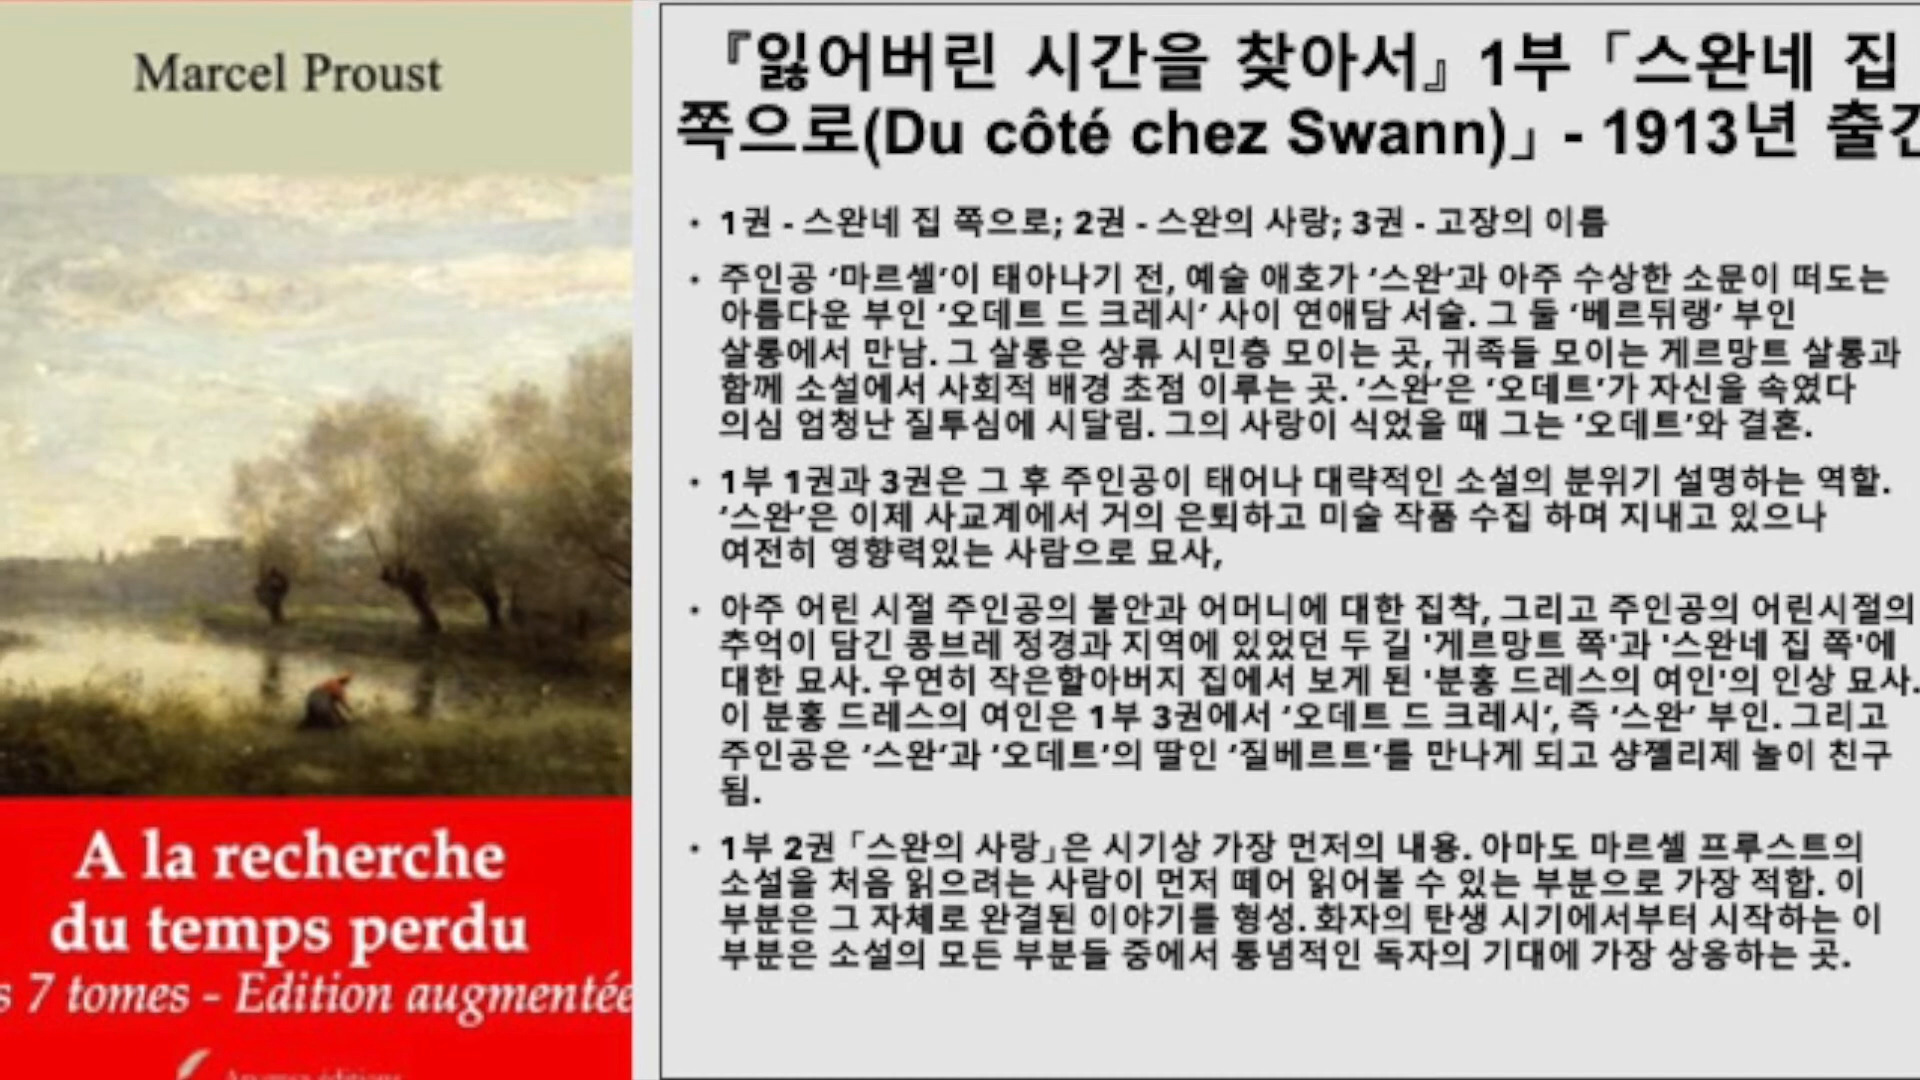 Marcel Proust
A la recherche
du temps perdu
s 7 tomes - Edition augmentée
『잃어버린 시간을 찾아서』 1부 「스완네 집
쪽으로(Du côté chez Swann)」- 1913년 출간
• 1권 - 스완네 집 쪽으로; 2권 - 스완의 사랑; 3권 - 고장의 이름
• 주인공 ‘마르셀’이 태아나기 전, 예술 애호가 ‘스완’과 아주 수상한 소문이 떠도는
아름다운 부인 ‘오데트 드 크레시’ 사이 연애담 서술. 그 둘 ‘베르뒤랭’ 부인
살롱에서 만남. 그 살롱은 상류 시민층 모이는 곳, 귀족들 모이는 게르망트 살롱과
함께 소설에서 사회적 배경 초점 이루는 곳. ‘스완’은 ‘오데트’가 자신을 속였다
의심 엄청난 질투심에 시달림. 그의 사랑이 식었을 때 그는 ‘오데트’와 결혼.
• 1부 1권과 3권은 그 후 주인공이 태어나 대략적인 소설의 분위기 설명하는 역할.
‘스완’은 이제 사교계에서 거의 은퇴하고 미술 작품 수집 하며 지내고 있으나
여전히 영향력있는 사람으로 묘사,
• 아주 어린 시절 주인공의 불안과 어머니에 대한 집착, 그리고 주인공의 어린시절의
추억이 담긴 콩브레 정경과 지역에 있었던 두 길 '게르망트 쪽'과 '스완네 집 쪽'에
대한 묘사. 우연히 작은할아버지 집에서 보게 된 '분홍 드레스의 여인'의 인상 묘사.
이 분홍 드레스의 여인은 1부 3권에서 ‘오데트 드 크레시’, 즉 ‘스완’ 부인. 그리고
주인공은 ‘스완’과 ‘오데트’의 딸인 ‘질베르트’를 만나게 되고 샹젤리제 놀이 친구
됨.
• 1부 2권 「스완의 사랑」은 시기상 가장 먼저의 내용. 아마도 마르셀 프루스트의
소설을 처음 읽으려는 사람이 먼저 떼어 읽어볼 수 있는 부분으로 가장 적합. 이
부분은 그 자체로 완결된 이야기를 형성. 화자의 탄생 시기에서부터 시작하는 이
부분은 소설의 모든 부분들 중에서 통념적인 독자의 기대에 가장 상응하는 곳.